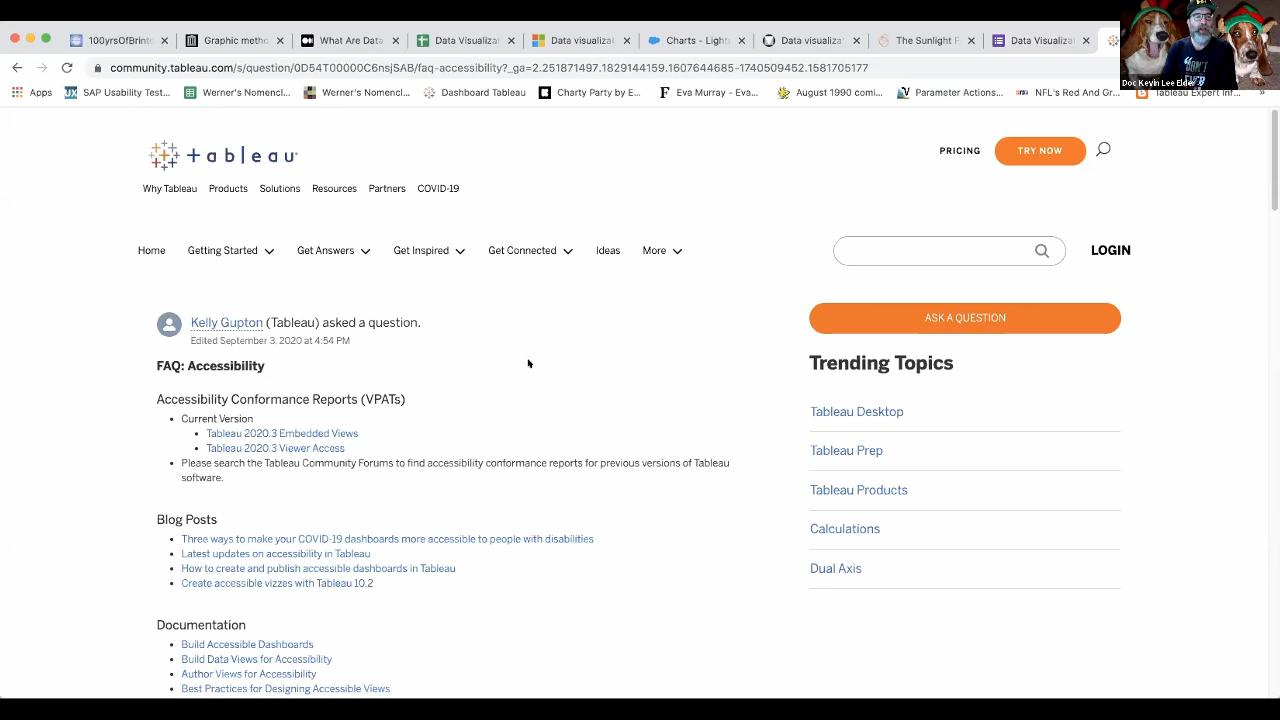 100yrsOfBrint
Graphic metho
What Are Data
Data Visualiza
Data visualizat
Charts - Light
Data visualizat
The Sunlight F
Data Visualiza
community.tableau.com/s/question/0D54T00000C6nsjSAB/faq-accessibility?_ga=2.251871497.1829144159.1607644685-1740509452.1581705177
Doc Kevin Lee Elder
Apps
SAP Usability Test...
Werner's Nomencl...
Werner's Nomencl...
Dashboard Tableau
Charty Party by E...
Eva Murray - Eva...
August 1990 comi...
Parameter Actions...
NFL's Red And Gr...
Tableau Expert Inf...
+ableau
PRICING
TRY NOW
Why Tableau
Products
Solutions
Resources
Partners
COVID-19
Home
Getting Started
Get Answers
Get Inspired
Get Connected
Ideas
More
LOGIN
Kelly Gupton (Tableau) asked a question.
Edited September 3, 2020 at 4:54 PM
FAQ: Accessibility
Accessibility Conformance Reports (VPATs)
Current Version
Tableau 2020.3 Embedded Views
Tableau 2020.3 Viewer Access
Please search the Tableau Community Forums to find accessibility conformance reports for previous versions of Tableau
software.
Blog Posts
Three ways to make your COVID-19 dashboards more accessible to people with disabilities
Latest updates on accessibility in Tableau
How to create and publish accessible dashboards in Tableau
Create accessible vizzes with Tableau 10.2
Documentation
Build Accessible Dashboards
Build Data Views for Accessibility
Author Views for Accessibility
Best Practices for Designing Accessible Views
ASK A QUESTION
Trending Topics
Tableau Desktop
Tableau Prep
Tableau Products
Calculations
Dual Axis